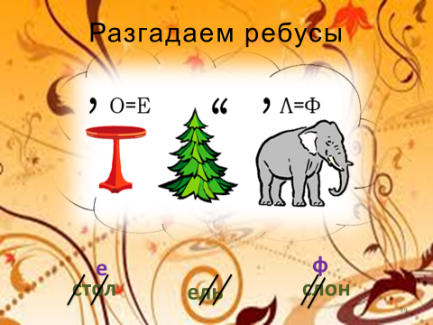 Разгадаем ребусы
, О=Е “ , Л=Ф
е ф
стол ель слон